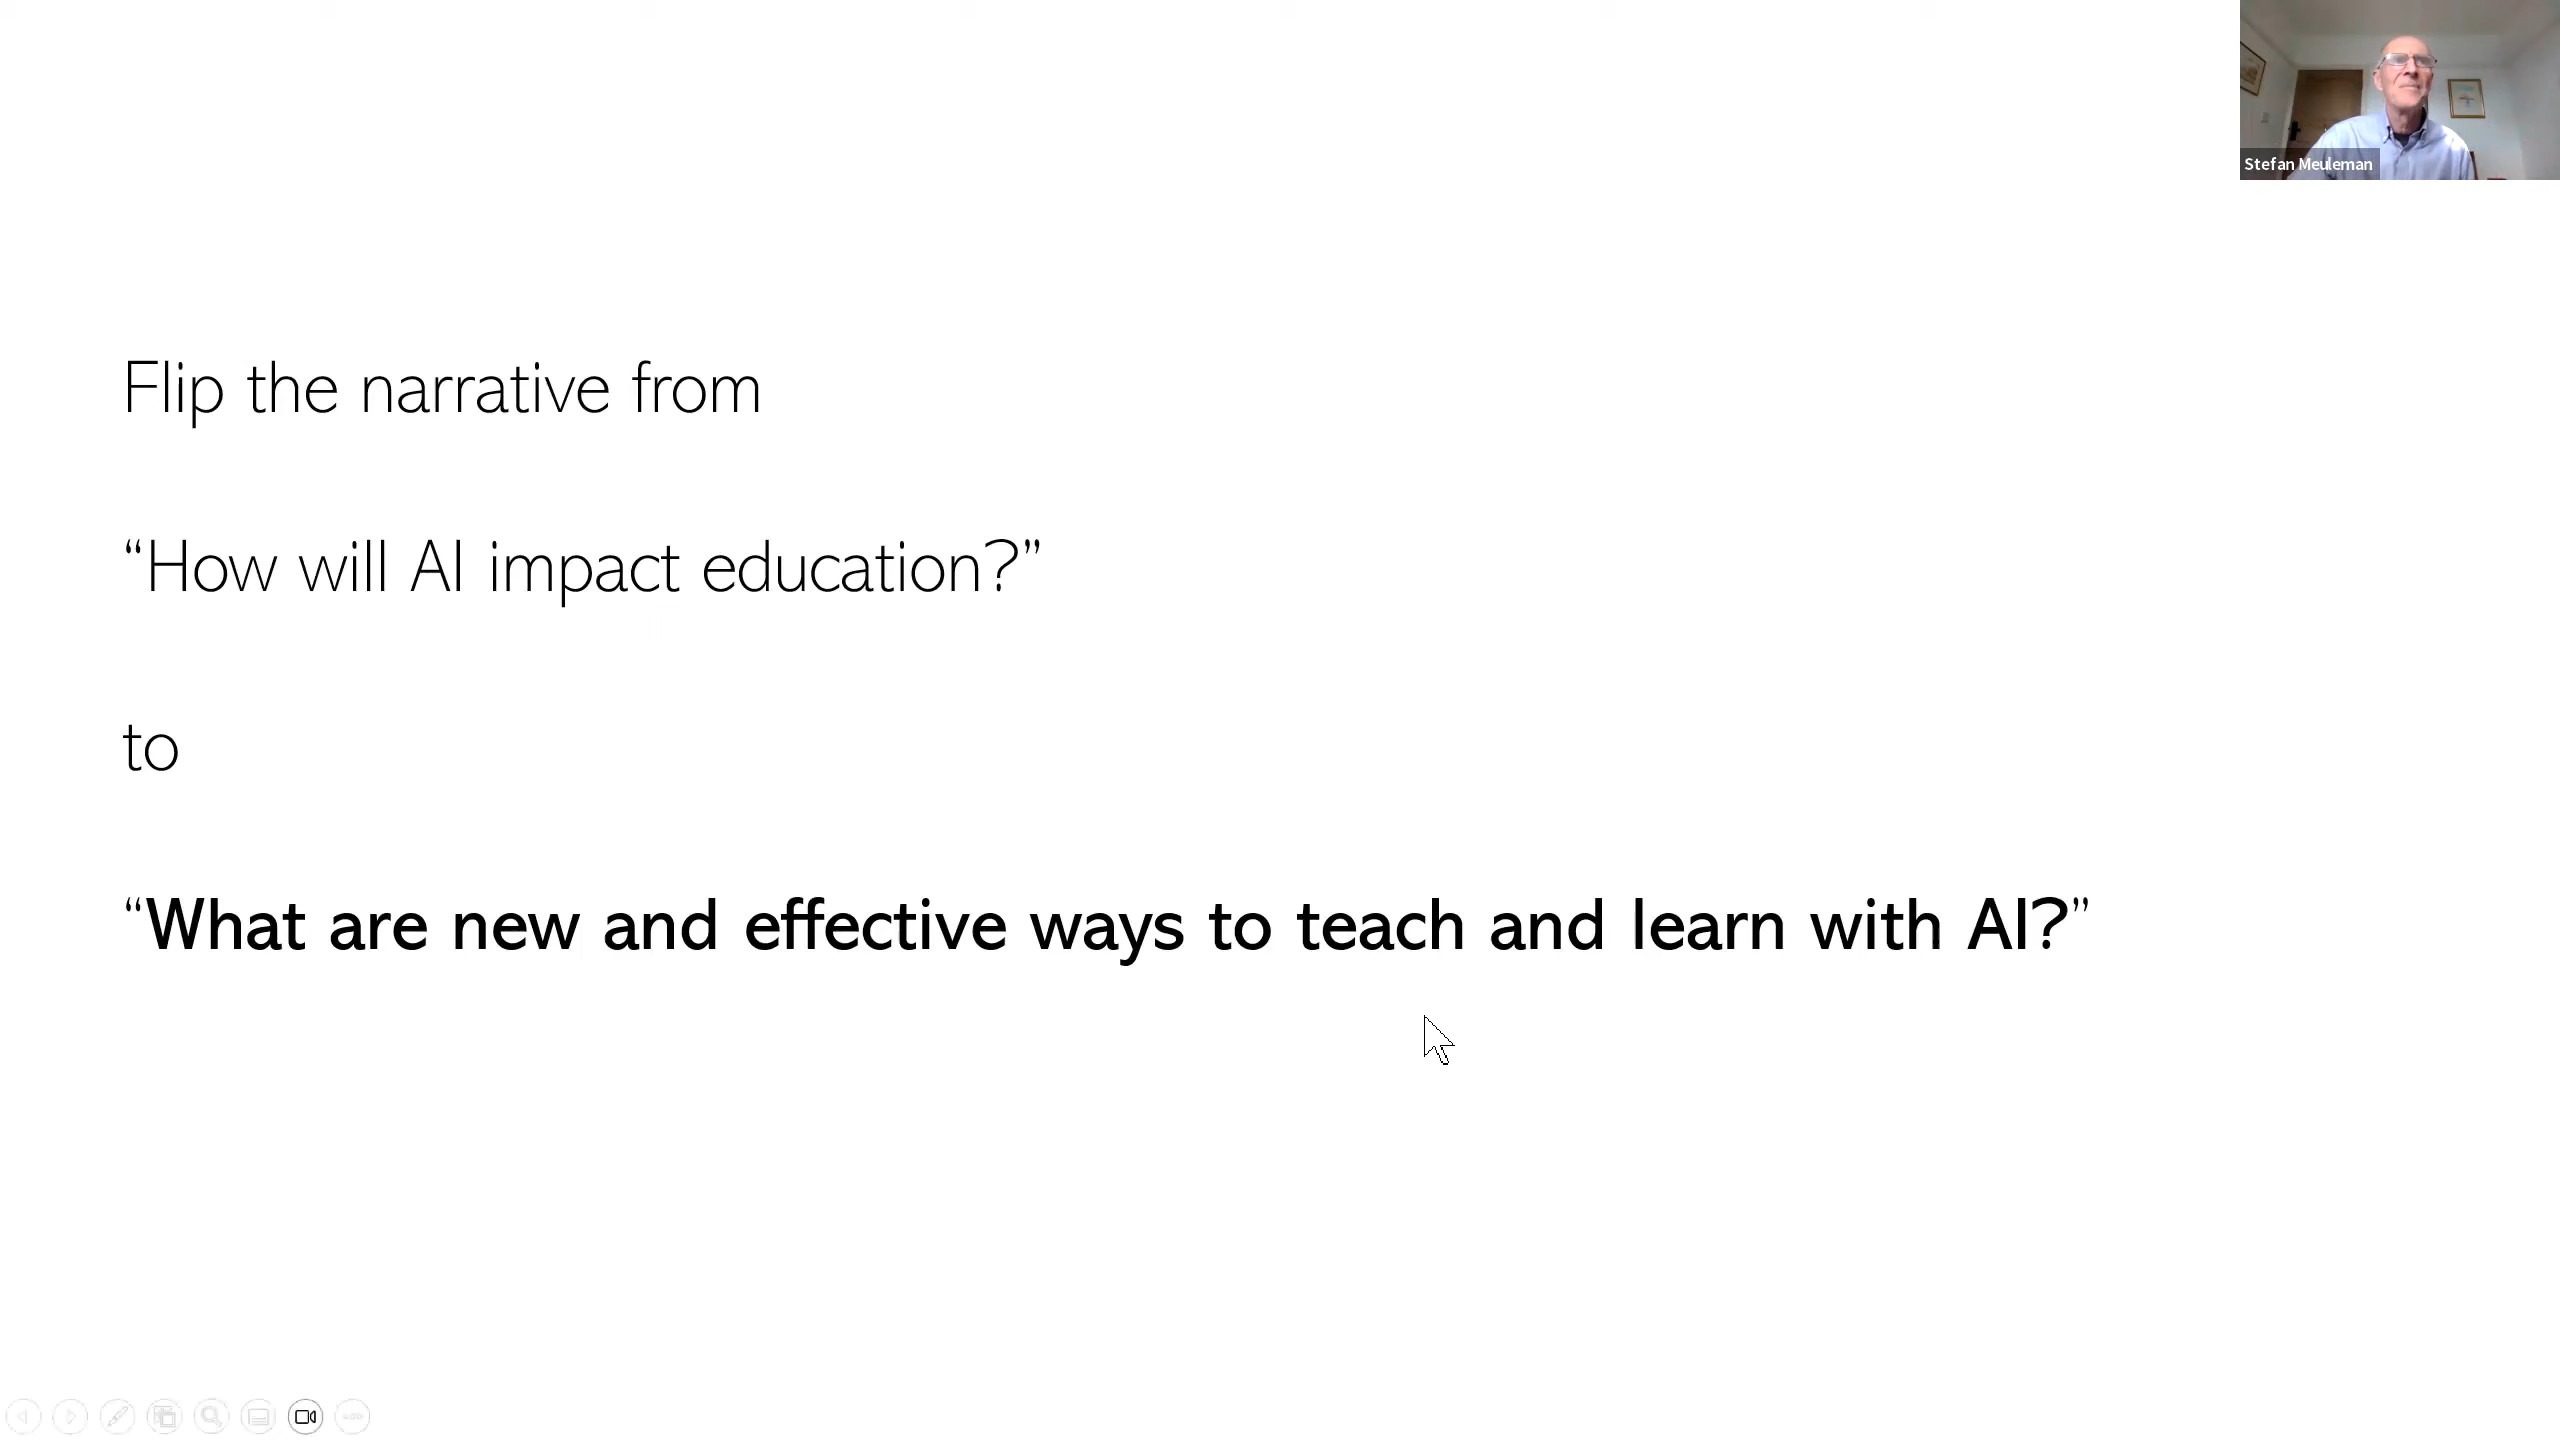 Stefan Meuleman
Flip the narrative from
“How will AI impact education?”
to
“What are new and effective ways to teach and learn with AI?”